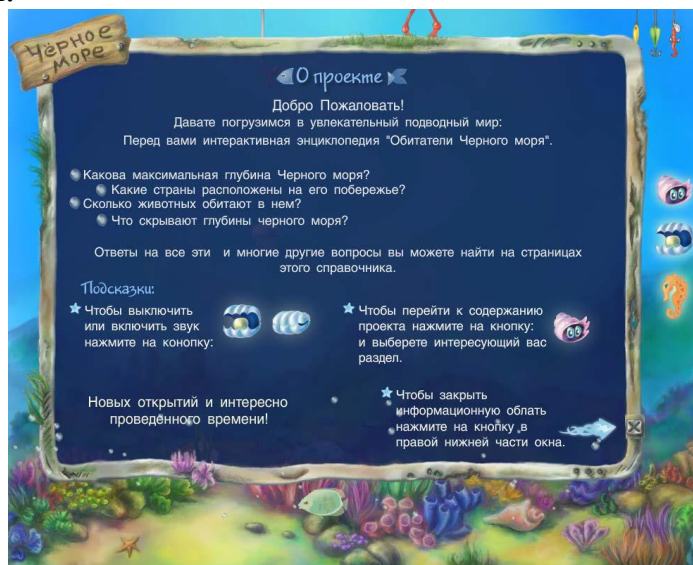 Чёрное
море
О проекте
Добро Пожаловать!
Давате погрузимся в увлекательный подводный мир:
Перед вами интерактивная энциклопедия "Обитатели Черного моря".
Какова максимальная глубина Черного моря?
Какие страны расположены на его побережье?
Сколько животных обитают в нем?
Что скрывают глубины черного моря?
Ответы на все эти и многие другие вопросы вы можете найти на страницах
этого справочника.
Подсказки:
Чтобы выключить
или включить звук
нажмите на конопку:
Чтобы перейти к содержанию
проекта нажмите на кнопку:
и выберете интересующий вас
раздел.
Новых открытий и интересно
проведённого времени!
Чтобы закрыть
информационную облать
нажмите на кнопку в
правой нижней части окна.